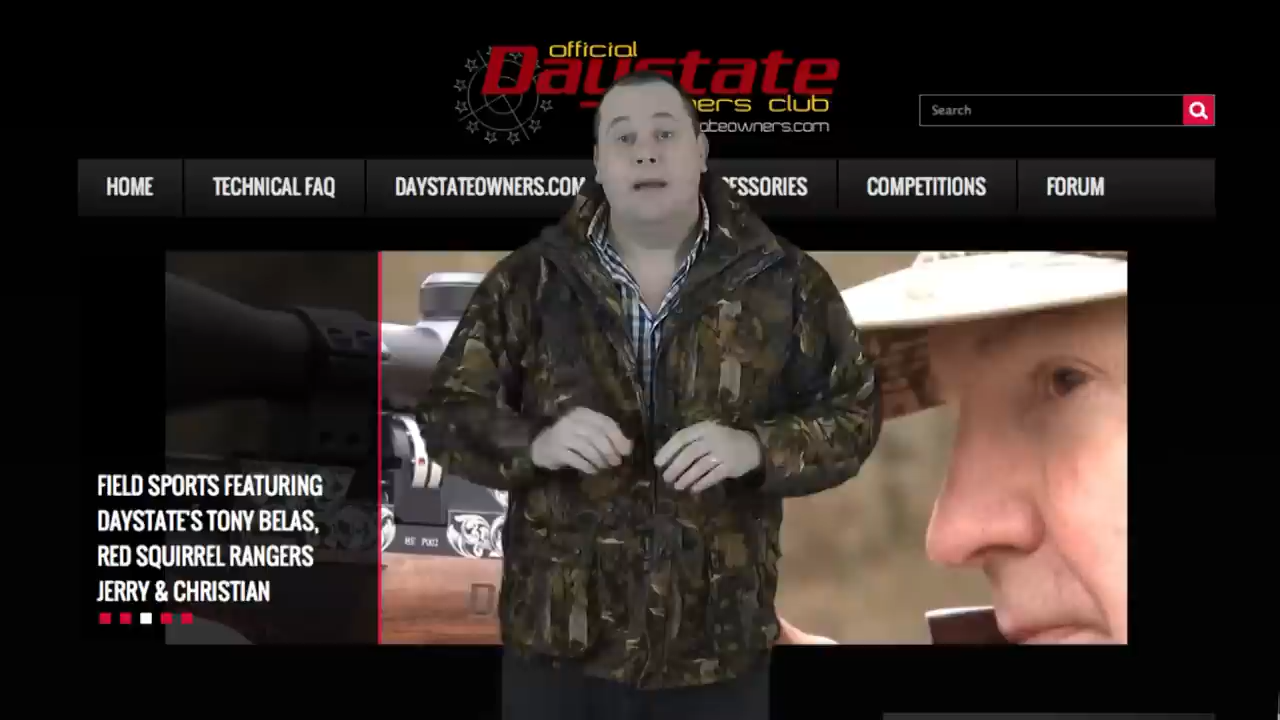 official
Daystate
ners club
ateowners.com
Search
HOME
TECHNICAL FAQ
DAYSTATEOWNERS.COM
ESSORIES
COMPETITIONS
FORUM
FIELD SPORTS FEATURING
DAYSTATE'S TONY BELAS,
RED SQUIRREL RANGERS
JERRY & CHRISTIAN